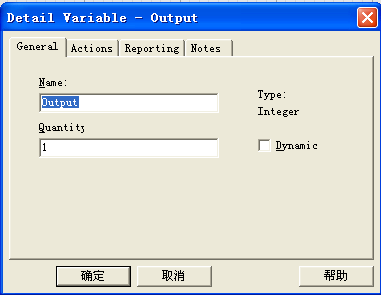 Detail Variable - Output
General Actions Reporting Notes
Name:
Output
Type:
Integer
Quantity
1
Dynamic
确定 取消 帮助